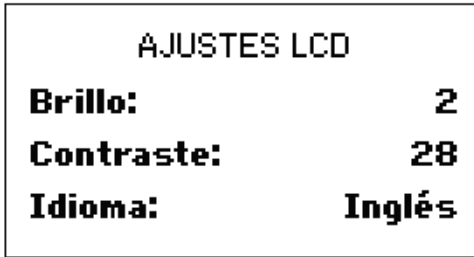 AJUSTES LCD
Brillo: 2
Contraste: 28
Idioma: Inglés